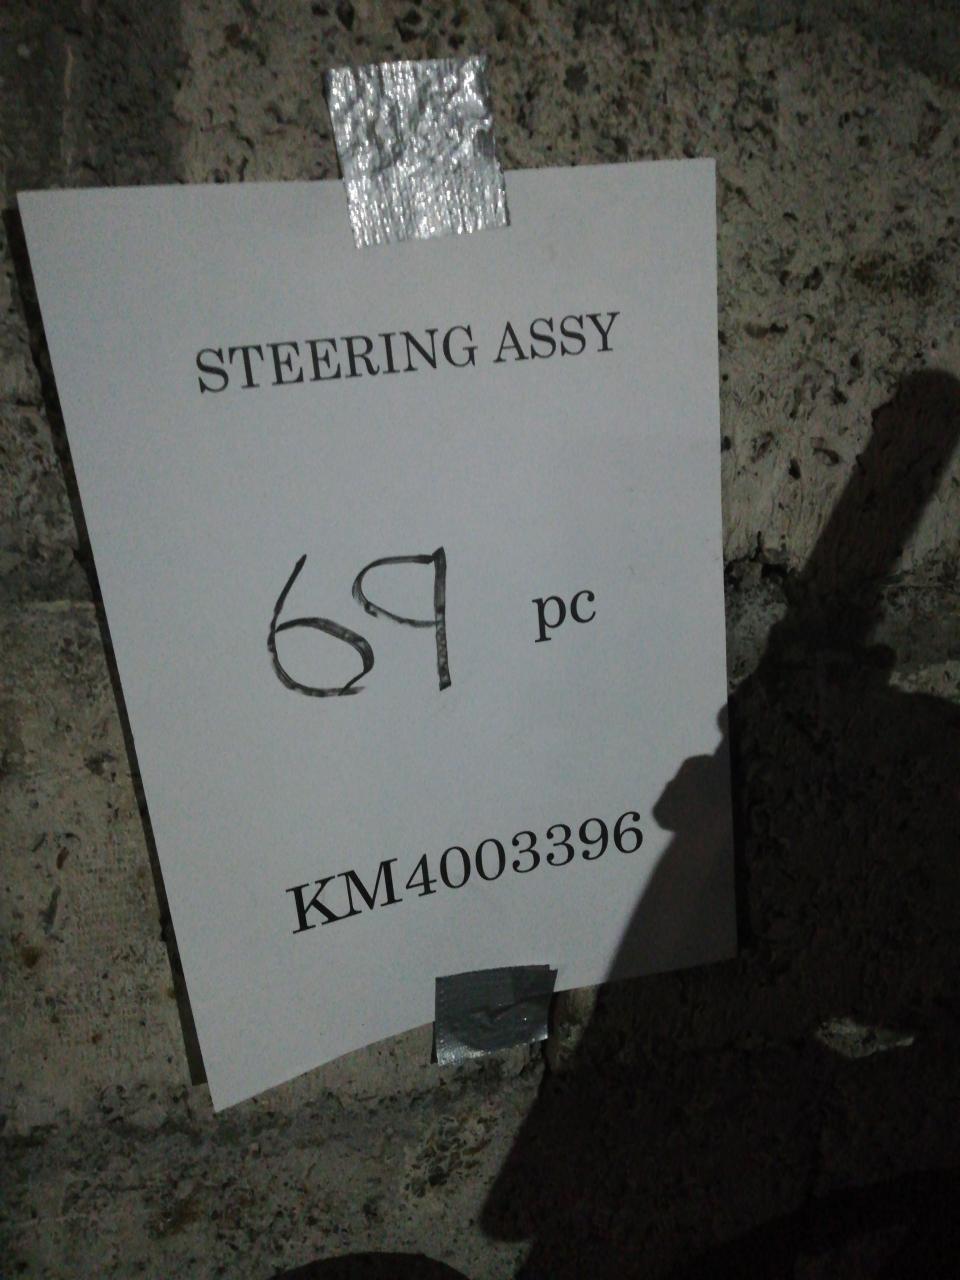 STEERING ASSY
69 pc
KM4003396